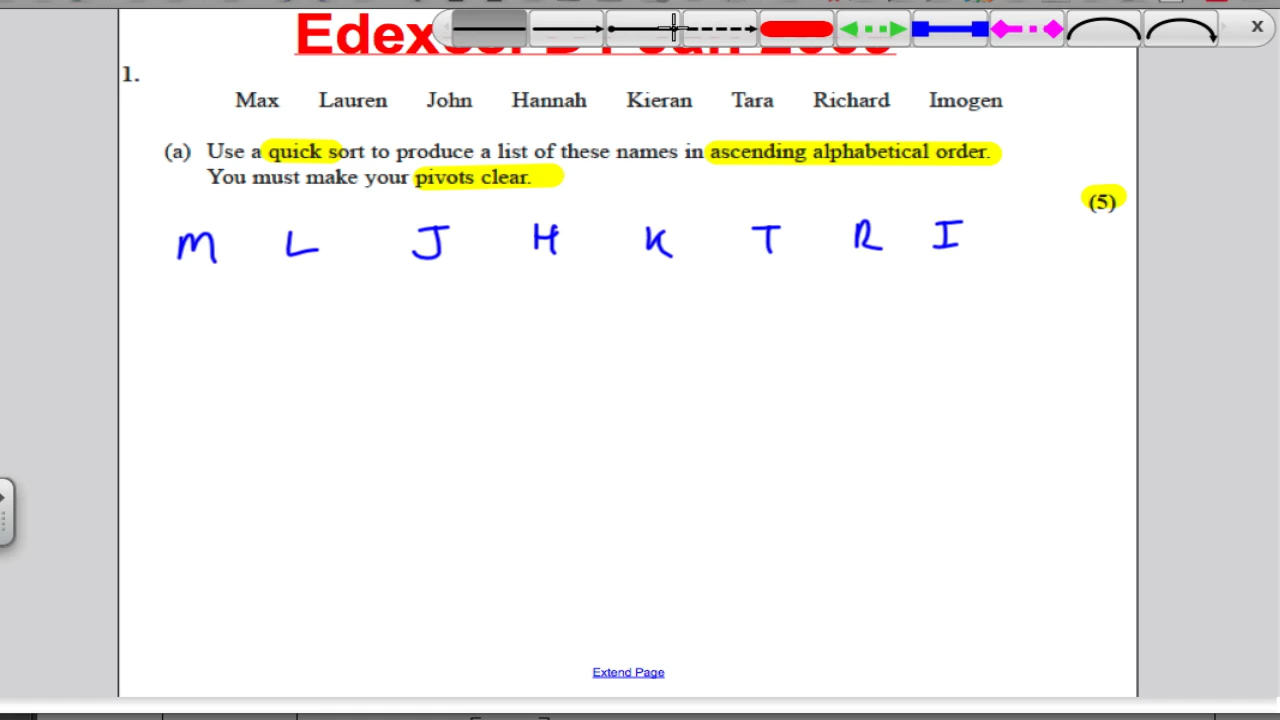 x
1.
Max Lauren John Hannah Kieran Tara Richard Imogen
(a) Use a quick sort to produce a list of these names in ascending alphabetical order.
You must make your pivots clear.
(5)
M L J H K T R I
Extend Page